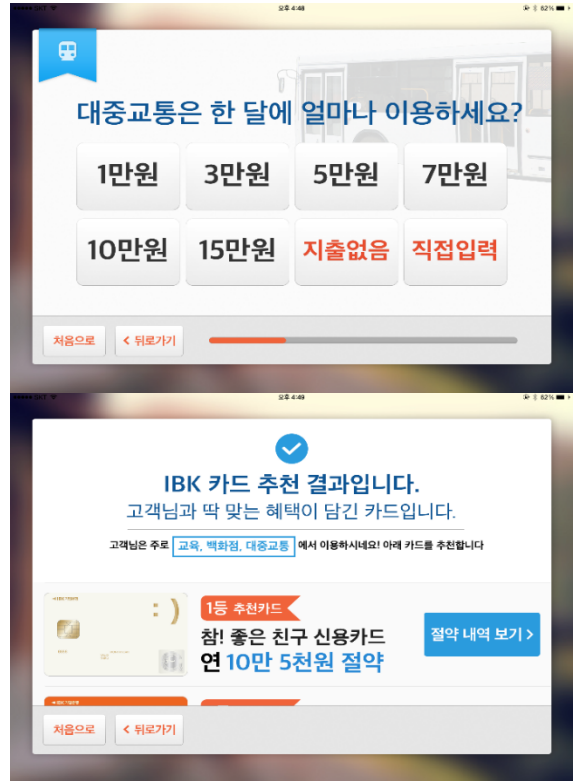 오후 4:48
62%
대중교통은 한 달에 얼마나 이용하세요?
1만원 3만원 5만원 7만원
10만원 15만원 지출없음 직접입력
처음으로 < 뒤로가기
오후 4:49
62%
IBK 카드 추천 결과입니다.
고객님과 딱 맞는 혜택이 담긴 카드입니다.
고객님은 주로 교육, 백화점, 대중교통 에서 이용하시네요! 아래 카드를 추천합니다
1등 추천카드
참! 좋은 친구 신용카드
연 10만 5천원 절약
절약 내역 보기 >
처음으로 < 뒤로가기